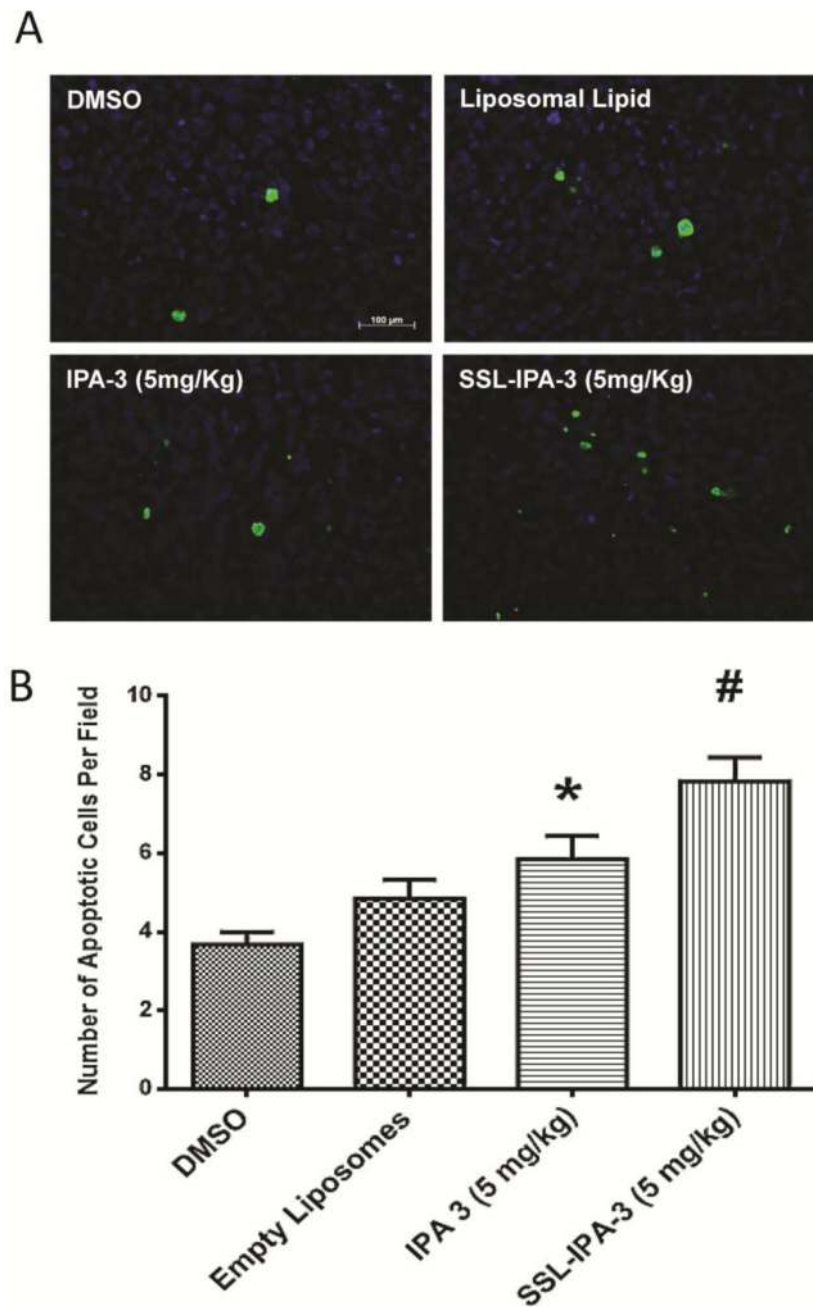 A
DMSO
Liposomal Lipid
100 µm
IPA-3 (5mg/Kg)
SSL-IPA-3 (5mg/Kg)
B
Number of Apoptotic Cells Per Field
10
8
6
4
2
0
*
#
DMSO
Empty Liposomes
IPA 3 (5 mg/kg)
SSL-IPA-3 (5 mg/kg)